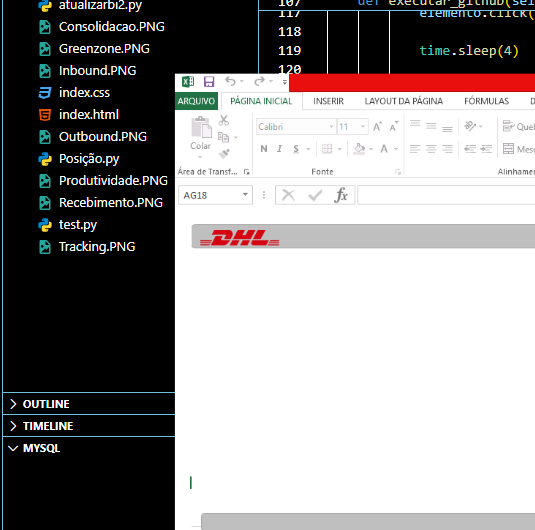 atualizarbi2.py
Consolidacao.PNG
Greenzone.PNG
Inbound.PNG
index.css
index.html
Outbound.PNG
Posição.py
Produtividade.PNG
Recebimento.PNG
test.py
Tracking.PNG
OUTLINE
TIMELINE
MYSQL
107 def executar_github(sel
117 elemento.click(
118
119 time.sleep(4)
120
ARQUIVO PÁGINA INICIAL INSERIR LAYOUT DA PÁGINA FÓRMULAS D
Colar
Calibri 11 A A
N I S A
Queb
Mesc
Área de Transf... Fonte Alinhamen
AG18 fx
DHL